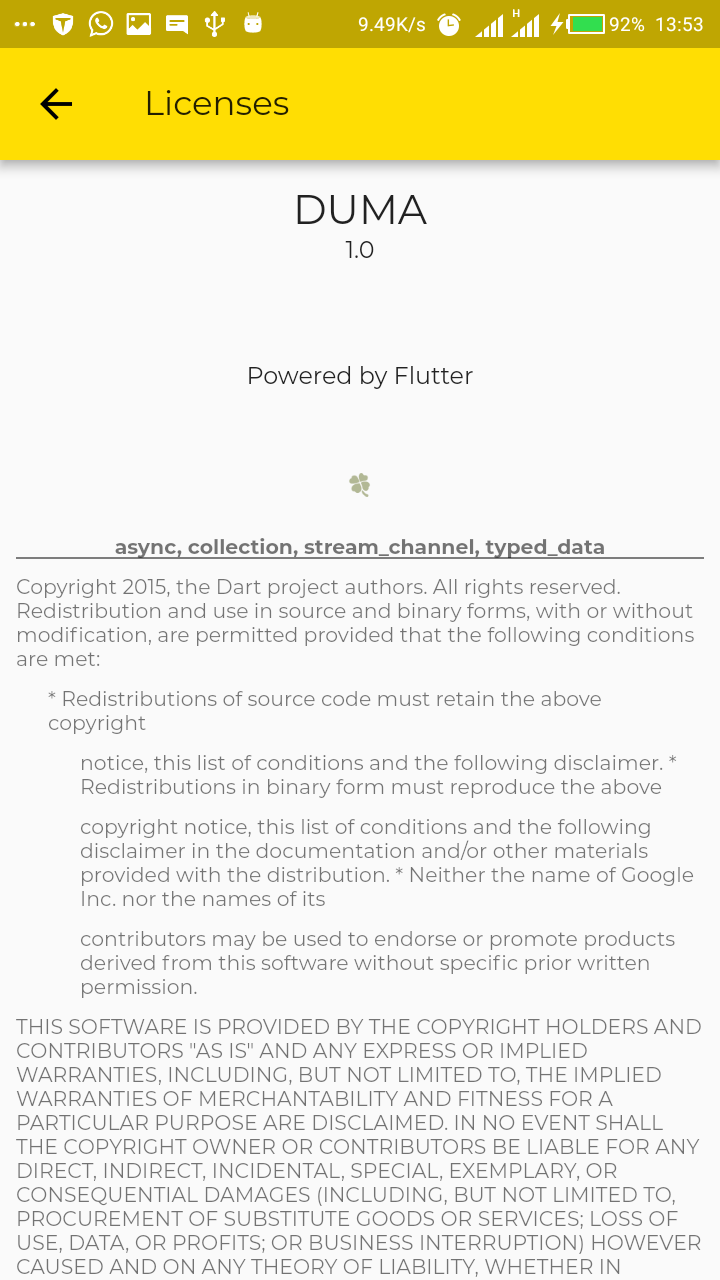 9.49K/s H 92% 13:53
Licenses
DUMA
1.0
Powered by Flutter
async, collection, stream_channel, typed_data
Copyright 2015, the Dart project authors. All rights reserved.
Redistribution and use in source and binary forms, with or without
modification, are permitted provided that the following conditions
are met:
* Redistributions of source code must retain the above
copyright
notice, this list of conditions and the following disclaimer. *
Redistributions in binary form must reproduce the above
copyright notice, this list of conditions and the following
disclaimer in the documentation and/or other materials
provided with the distribution. * Neither the name of Google
Inc. nor the names of its
contributors may be used to endorse or promote products
derived from this software without specific prior written
permission.
THIS SOFTWARE IS PROVIDED BY THE COPYRIGHT HOLDERS AND
CONTRIBUTORS "AS IS" AND ANY EXPRESS OR IMPLIED
WARRANTIES, INCLUDING, BUT NOT LIMITED TO, THE IMPLIED
WARRANTIES OF MERCHANTABILITY AND FITNESS FOR A
PARTICULAR PURPOSE ARE DISCLAIMED. IN NO EVENT SHALL
THE COPYRIGHT OWNER OR CONTRIBUTORS BE LIABLE FOR ANY
DIRECT, INDIRECT, INCIDENTAL, SPECIAL, EXEMPLARY, OR
CONSEQUENTIAL DAMAGES (INCLUDING, BUT NOT LIMITED TO,
PROCUREMENT OF SUBSTITUTE GOODS OR SERVICES; LOSS OF
USE, DATA, OR PROFITS; OR BUSINESS INTERRUPTION) HOWEVER
CAUSED AND ON ANY THEORY OF LIABILITY, WHETHER IN